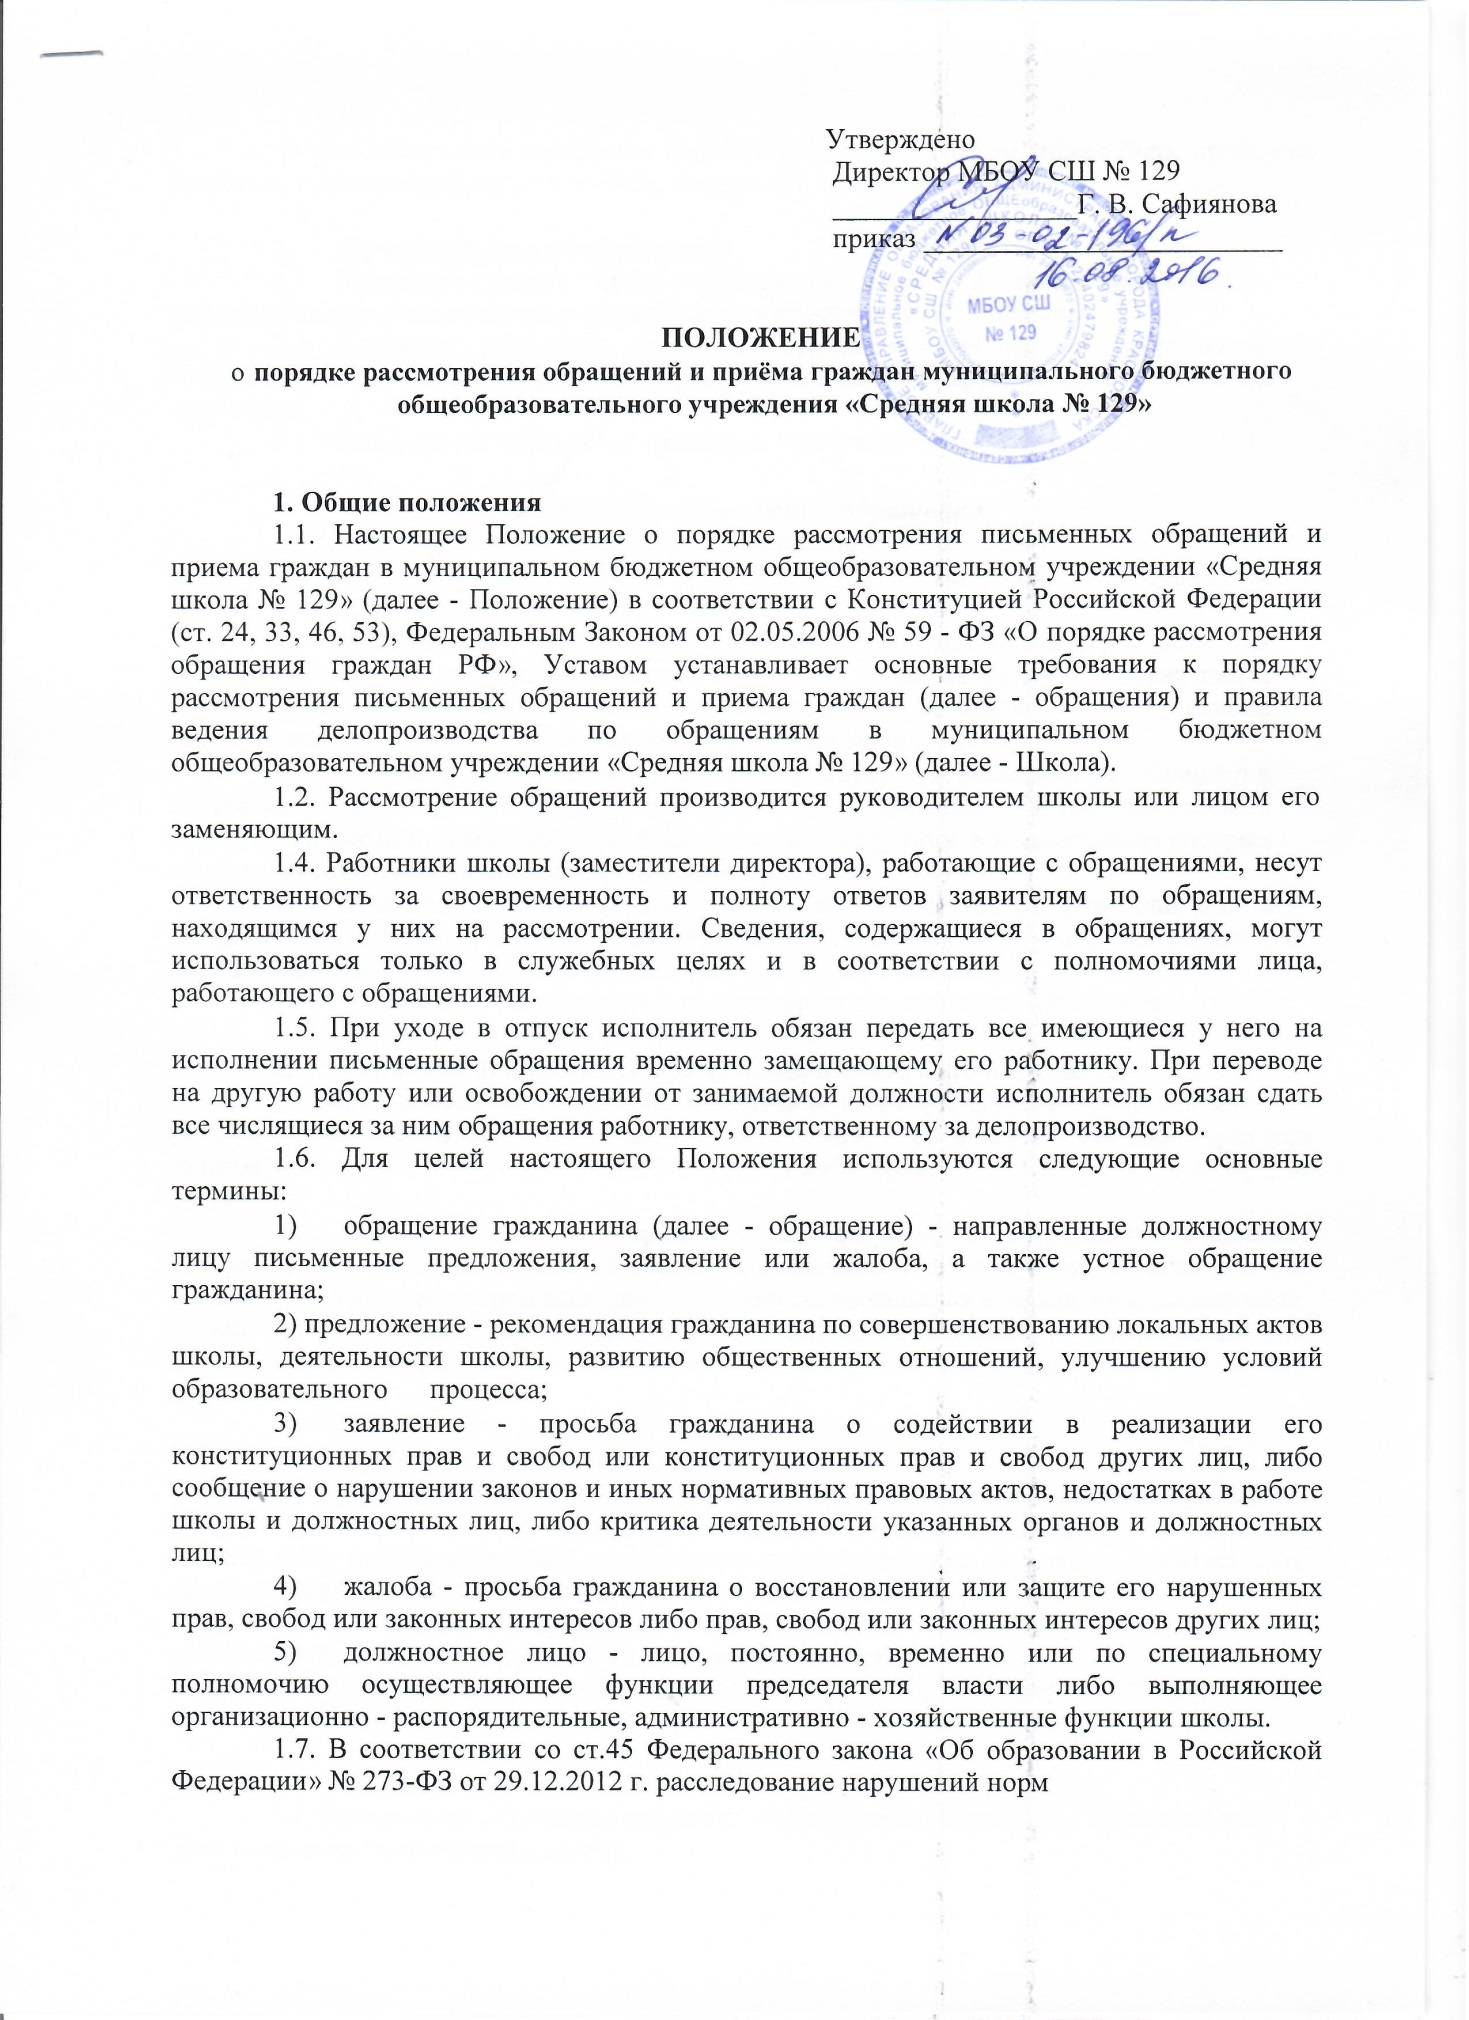 Утверждено
Директор МБОУ СШ № 129
Г. В. Сафиянова
приказ № 03-02-196/п
16.08.2016.
МБОУ СШ
№ 129
ПОЛОЖЕНИЕ
о порядке рассмотрения обращений и приёма граждан муниципального бюджетного
общеобразовательного учреждения «Средняя школа № 129»
1. Общие положения
1.1. Настоящее Положение о порядке рассмотрения письменных обращений и
приема граждан в муниципальном бюджетном общеобразовательном учреждении «Средняя
школа № 129» (далее - Положение) в соответствии с Конституцией Российской Федерации
(ст. 24, 33, 46, 53), Федеральным Законом от 02.05.2006 № 59 - ФЗ «О порядке рассмотрения
обращения граждан РФ», Уставом устанавливает основные требования к порядку
рассмотрения письменных обращений и приема граждан (далее - обращения) и правила
ведения делопроизводства по обращениям в муниципальном бюджетном
общеобразовательном учреждении «Средняя школа № 129» (далее - Школа).
1.2. Рассмотрение обращений производится руководителем школы или лицом его
заменяющим.
1.4. Работники школы (заместители директора), работающие с обращениями, несут
ответственность за своевременность и полноту ответов заявителям по обращениям,
находящимся у них на рассмотрении. Сведения, содержащиеся в обращениях, могут
использоваться только в служебных целях и в соответствии с полномочиями лица,
работающего с обращениями.
1.5. При уходе в отпуск исполнитель обязан передать все имеющиеся у него на
исполнении письменные обращения временно замещающему его работнику. При переводе
на другую работу или освобождении от занимаемой должности исполнитель обязан сдать
все числящиеся за ним обращения работнику, ответственному за делопроизводство.
1.6. Для целей настоящего Положения используются следующие основные
термины:
1) обращение гражданина (далее - обращение) - направленные должностному
лицу письменные предложения, заявление или жалоба, а также устное обращение
гражданина;
2) предложение - рекомендация гражданина по совершенствованию локальных актов
школы, деятельности школы, развитию общественных отношений, улучшению условий
образовательного процесса;
3) заявление - просьба гражданина о содействии в реализации его
конституционных прав и свобод или конституционных прав и свобод других лиц, либо
сообщение о нарушении законов и иных нормативных правовых актов, недостатках в работе
школы и должностных лиц, либо критика деятельности указанных органов и должностных
лиц;
4) жалоба - просьба гражданина о восстановлении или защите его нарушенных
прав, свобод или законных интересов либо прав, свобод или законных интересов других лиц;
5) должностное лицо - лицо, постоянно, временно или по специальному
полномочию осуществляющее функции председателя власти либо выполняющее
организационно - распорядительные, административно - хозяйственные функции школы.
1.7. В соответствии со ст.45 Федерального закона «Об образовании в Российской
Федерации» № 273-ФЗ от 29.12.2012 г. расследование нарушений норм